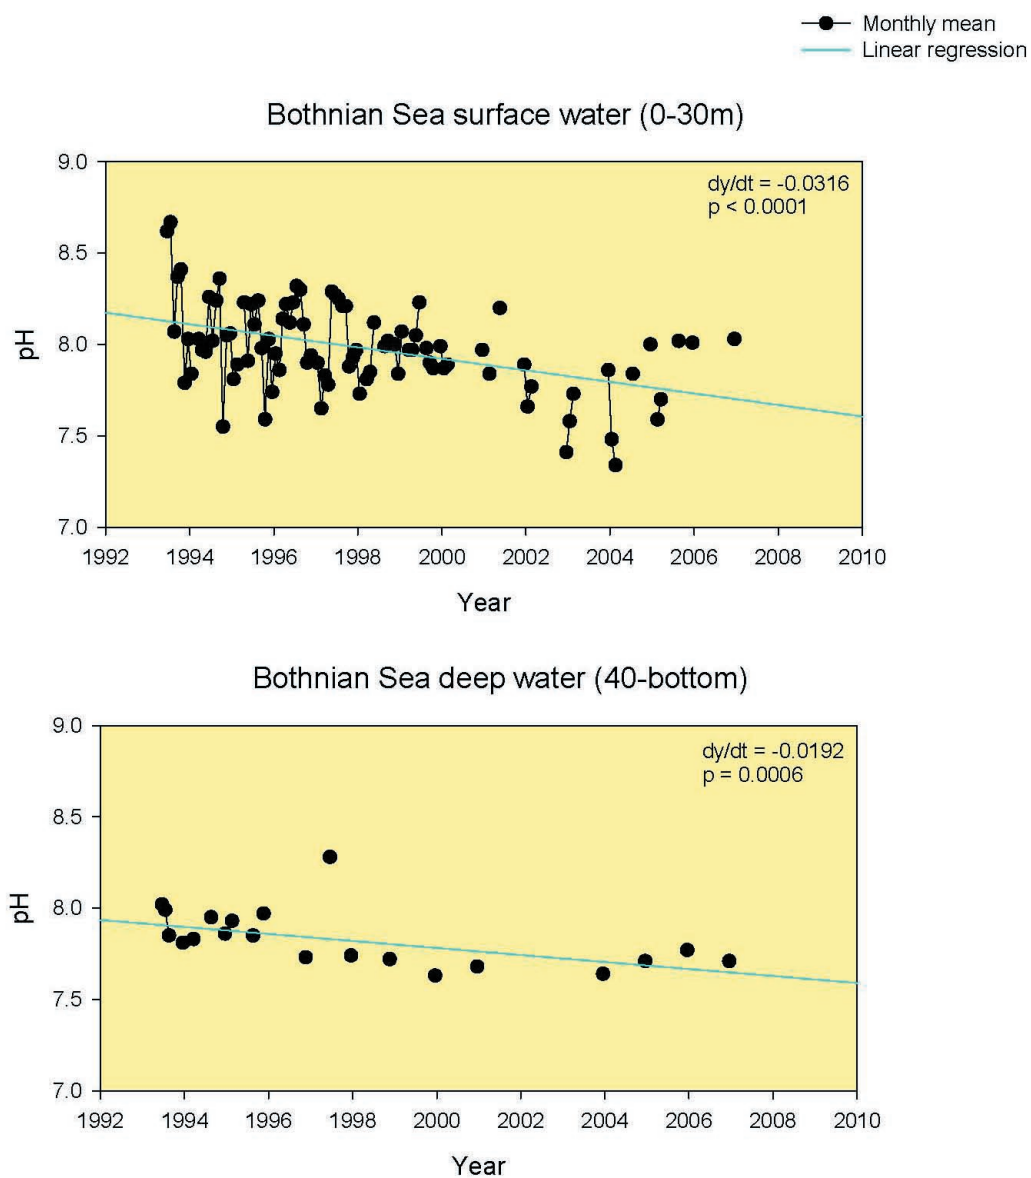 Monthly mean
Linear regression
Bothnian Sea surface water (0-30m)
dy/dt = -0.0316
p < 0.0001
9.0
8.5
8.0
7.5
7.0
pH
1992 1994 1996 1998 2000 2002 2004 2006 2008 2010
Year
Bothnian Sea deep water (40-bottom)
dy/dt = -0.0192
p = 0.0006
9.0
8.5
8.0
7.5
7.0
pH
1992 1994 1996 1998 2000 2002 2004 2006 2008 2010
Year